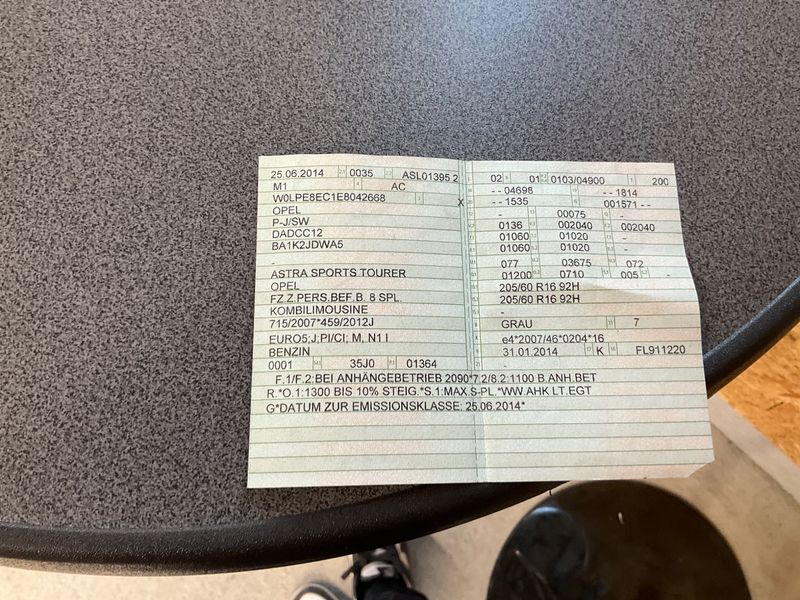 25.06.2014 0035 ASL01395 2
M1 AC
W0LPE8EC1E8042668 X
OPEL
P-J/SW
DADCC12
BA1K2JDWA5
-
ASTRA SPORTS TOURER
OPEL
FZ.Z.PERS.BEF.B. 8 SPL.
KOMBILIMOUSINE
715/2007*459/2012J
EURO5;J;PI/CI; M, N1 I
BENZIN
0001 35J0 01364
02 01 0103/04900 200
- - 04698 - - 1814
- - 1535 001571 - -
- 00075 -
0136 002040 002040
01060 01020 -
01060 01020 -
077 03675 072
01200 0710 005 -
205/60 R16 92H
205/60 R16 92H
-
GRAU 7
e4*2007/46*0204*16
31.01.2014 K FL911220
-
F.1/F.2:BEI ANHÄNGEBETRIEB 2090*7.2/8.2:1100 B.ANH.BET
R.*O.1:1300 BIS 10% STEIG.*S.1:MAX.S-PL.*WW.AHK LT.EGT
G*DATUM ZUR EMISSIONSKLASSE: 25.06.2014*